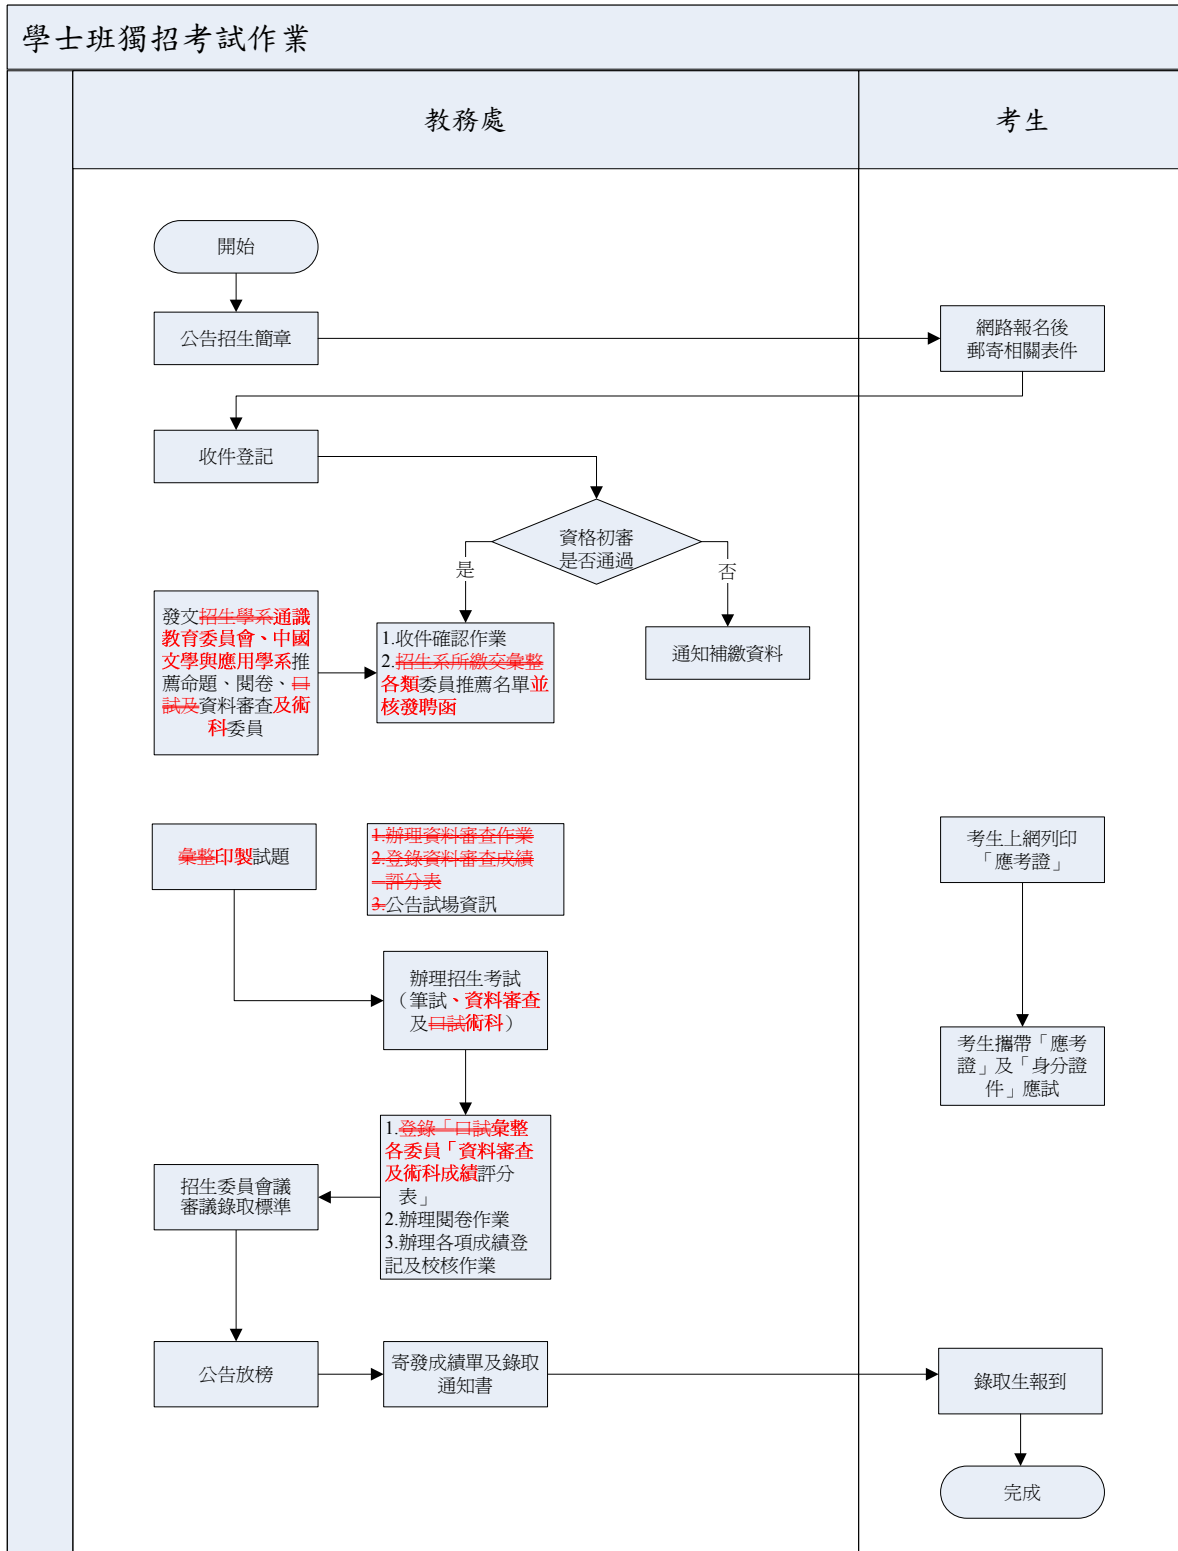 學士班獨招考試作業
教務處
考生
開始
公告招生簡章
網路報名後
郵寄相關表件
收件登記
資格初審
是否通過
是
否
發文招生學系通識
教育委員會、中國
文學與應用學系推
薦命題、閱卷、口
試及資料審查及術
科委員
1.收件確認作業
2.招生系所繳交彙整
各類委員推薦名單並
核發聘函
通知補繳資料
彙整印製試題
1.辦理資料審查作業
2.登錄資料審查成績
評分表
3.公告試場資訊
考生上網列印
「應考證」
辦理招生考試
（筆試、資料審查
及口試術科）
考生攜帶「應考
證」及「身分證
件」應試
1.登錄「口試彙整
各委員「資料審查
及術科成績評分
表」
2.辦理閱卷作業
3.辦理各項成績登
記及校核作業
招生委員會議
審議錄取標準
公告放榜
寄發成績單及錄取
通知書
錄取生報到
完成